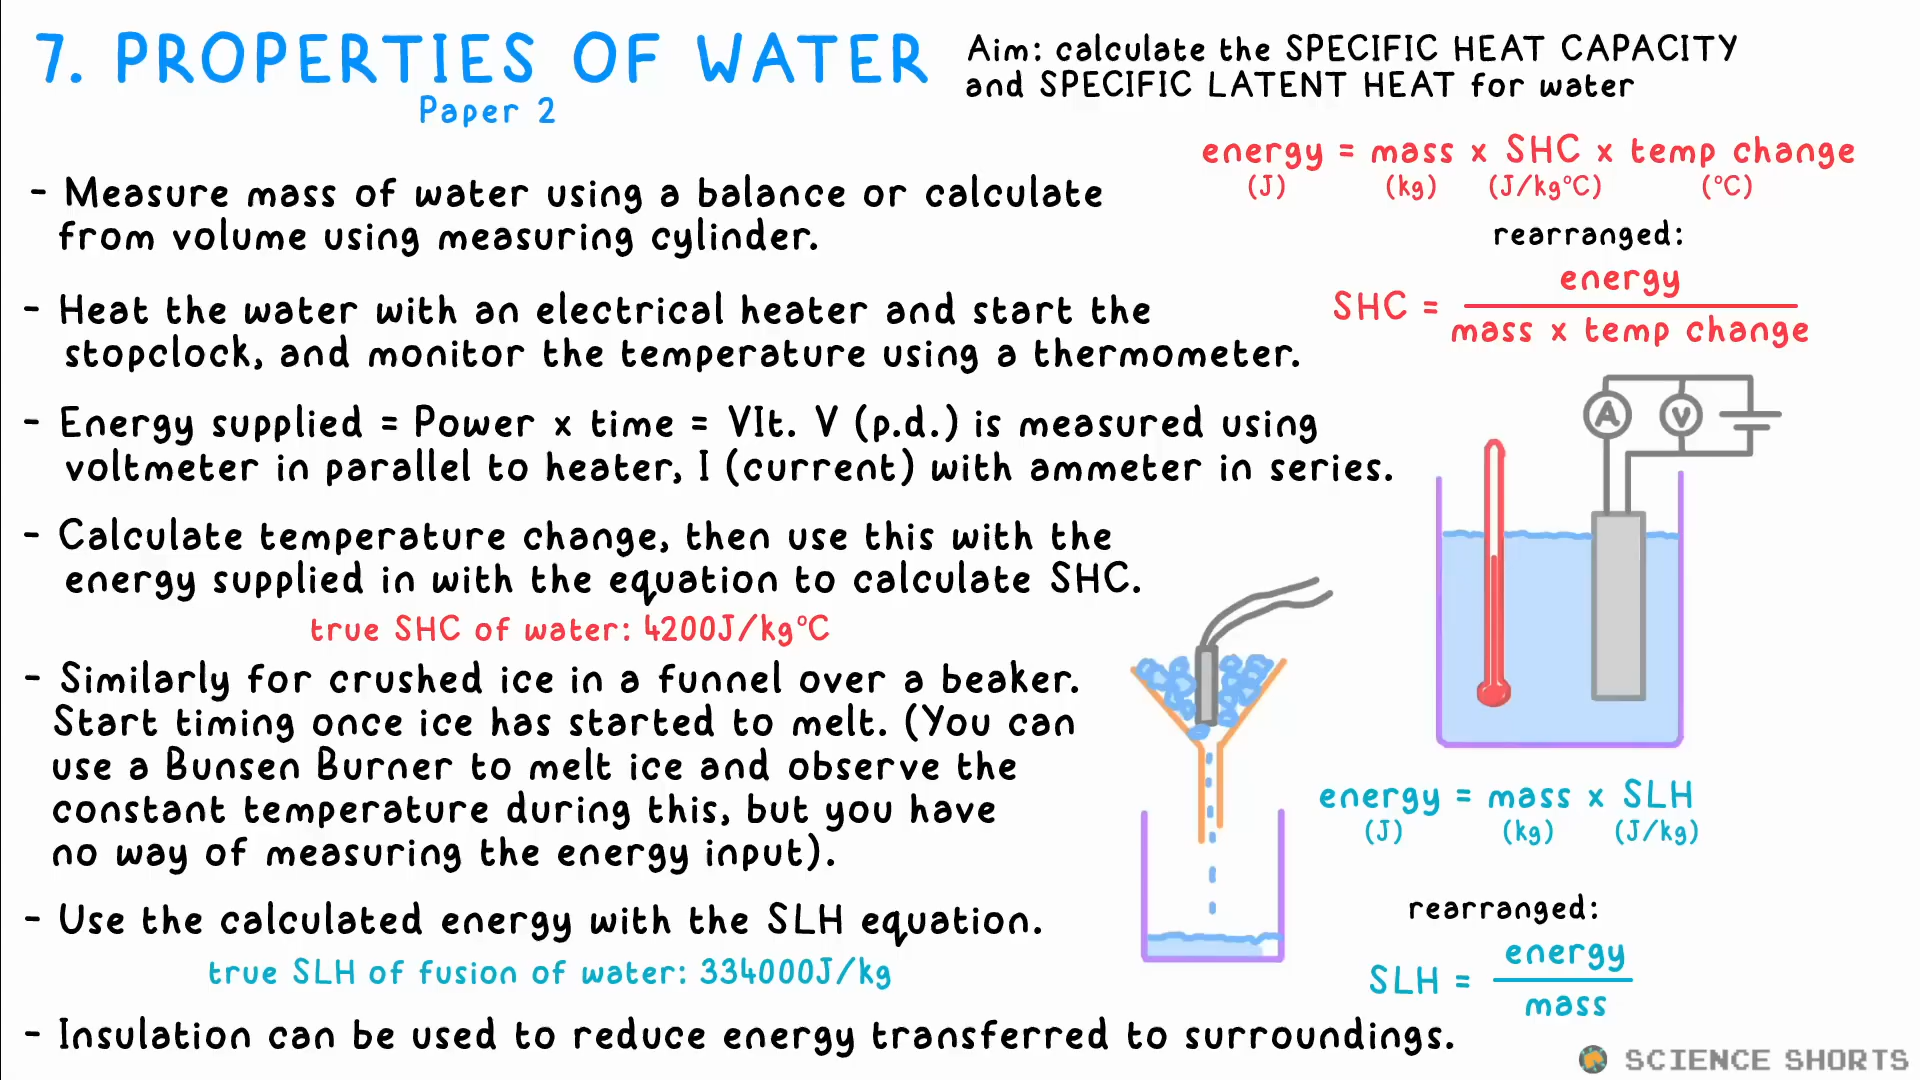 7. PROPERTIES OF WATER
Paper 2
Aim: calculate the SPECIFIC HEAT CAPACITY
and SPECIFIC LATENT HEAT for water
energy = mass x SHC x temp change
(J) (kg) (J/kg°C) (°C)
rearranged:
SHC = energy
mass x temp change
- Measure mass of water using a balance or calculate
from volume using measuring cylinder.
- Heat the water with an electrical heater and start the
stopclock, and monitor the temperature using a thermometer.
- Energy supplied = Power x time = VIt. V (p.d.) is measured using
voltmeter in parallel to heater, I (current) with ammeter in series.
- Calculate temperature change, then use this with the
energy supplied in with the equation to calculate SHC.
true SHC of water: 4200J/kg°C
A V
- Similarly for crushed ice in a funnel over a beaker.
Start timing once ice has started to melt. (You can
use a Bunsen Burner to melt ice and observe the
constant temperature during this, but you have
no way of measuring the energy input).
- Use the calculated energy with the SLH equation.
true SLH of fusion of water: 334000J/kg
energy = mass x SLH
(J) (kg) (J/kg)
rearranged:
SLH = energy
mass
- Insulation can be used to reduce energy transferred to surroundings.
SCIENCE SHORTS